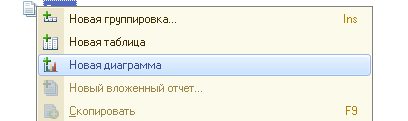 Новая группировка... Ins
Новая таблица
Новая диаграмма
Новый вложенный отчет...
Скопировать F9